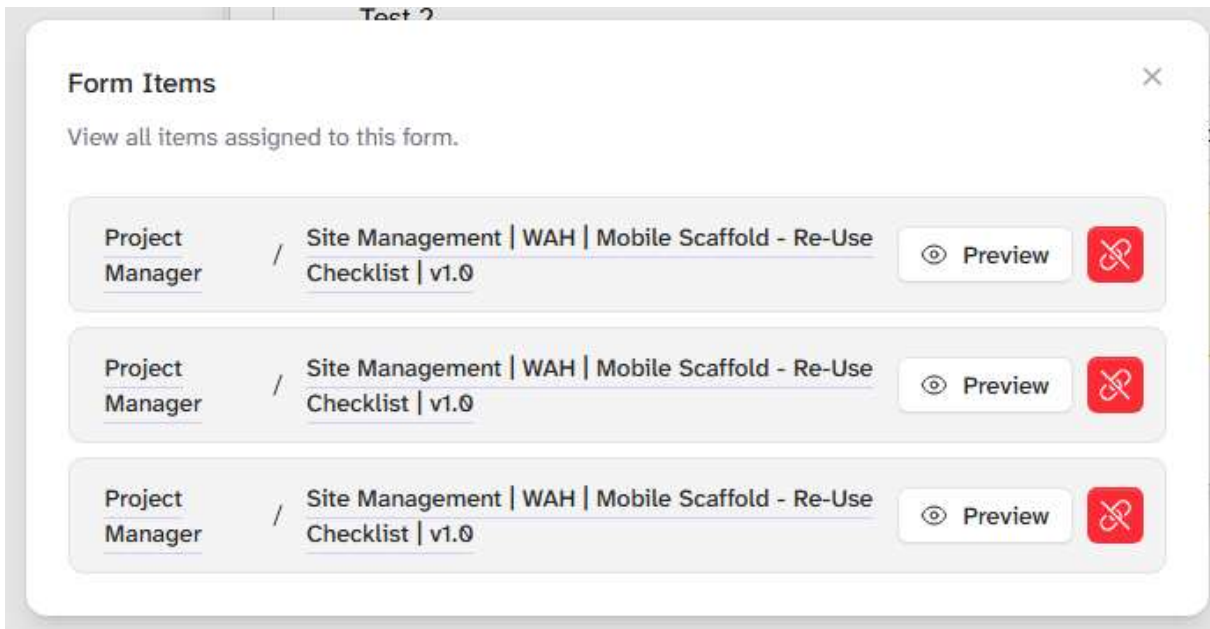 Test 2
Form Items
View all items assigned to this form.
Project
Manager
/
Site Management | WAH | Mobile Scaffold - Re-Use
Checklist | v1.0
Preview
Project
Manager
/
Site Management | WAH | Mobile Scaffold - Re-Use
Checklist | v1.0
Preview
Project
Manager
/
Site Management | WAH | Mobile Scaffold - Re-Use
Checklist | v1.0
Preview